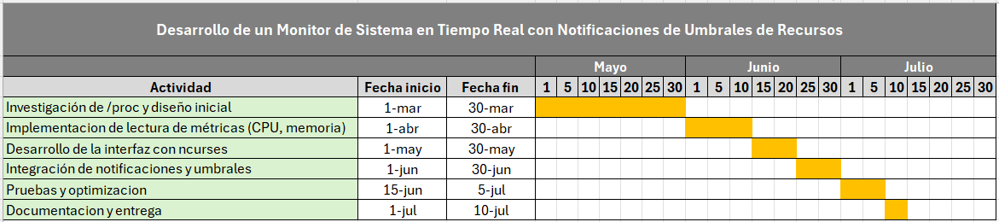 Desarrollo de un Monitor de Sistema en Tiempo Real con Notificaciones de Umbrales de Recursos
Mayo Junio Julio
Actividad Fecha inicio Fecha fin 1 5 10 15 20 25 30 1 5 10 15 20 25 30 1 5 10 15 20 25 30
Investigación de /proc y diseño inicial 1-mar 30-mar
Implementacion de lectura de métricas (CPU, memoria) 1-abr 30-abr
Desarrollo de la interfaz con ncurses 1-may 30-may
Integración de notificaciones y umbrales 1-jun 30-jun
Pruebas y optimizacion 15-jun 5-jul
Documentacion y entrega 1-jul 10-jul